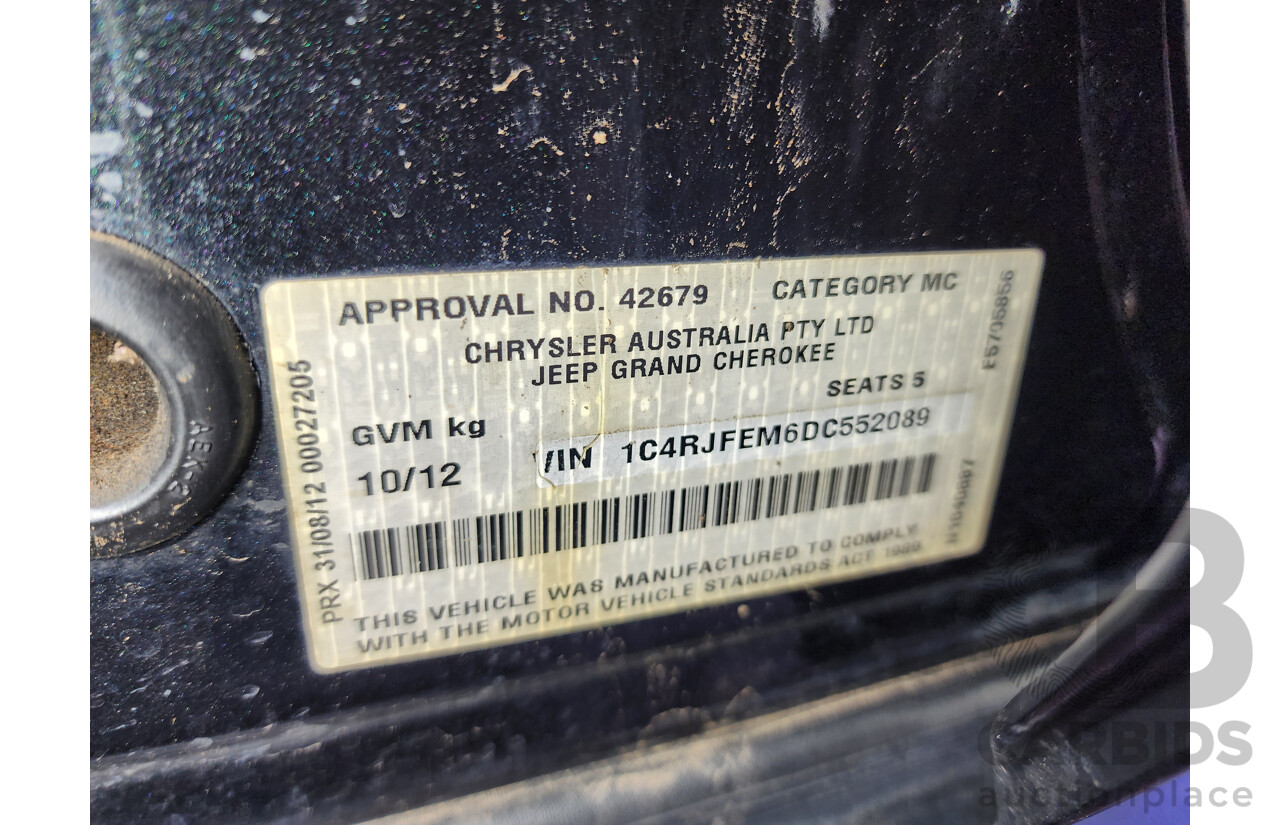 APPROVAL NO. 42679 CATEGORY MC
CHRYSLER AUSTRALIA PTY LTD
JEEP GRAND CHEROKEE
SEATS 5
GVM kg
VIN 1C4RJFEM6DC552089
10/12
THIS VEHICLE WAS MANUFACTURED TO COMPLY
WITH THE MOTOR VEHICLE STANDARDS ACT 1989
PRX 31/08/12 00027205
E5705856
CARBIDS
auctionplace